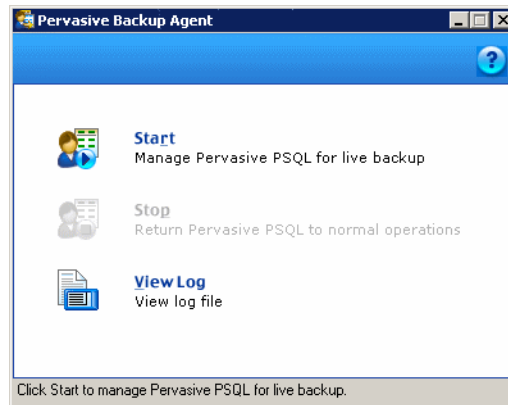 Pervasive Backup Agent
?
Start
Manage Pervasive PSQL for live backup
Stop
Return Pervasive PSQL to normal operations
View Log
View log file
Click Start to manage Pervasive PSQL for live backup.